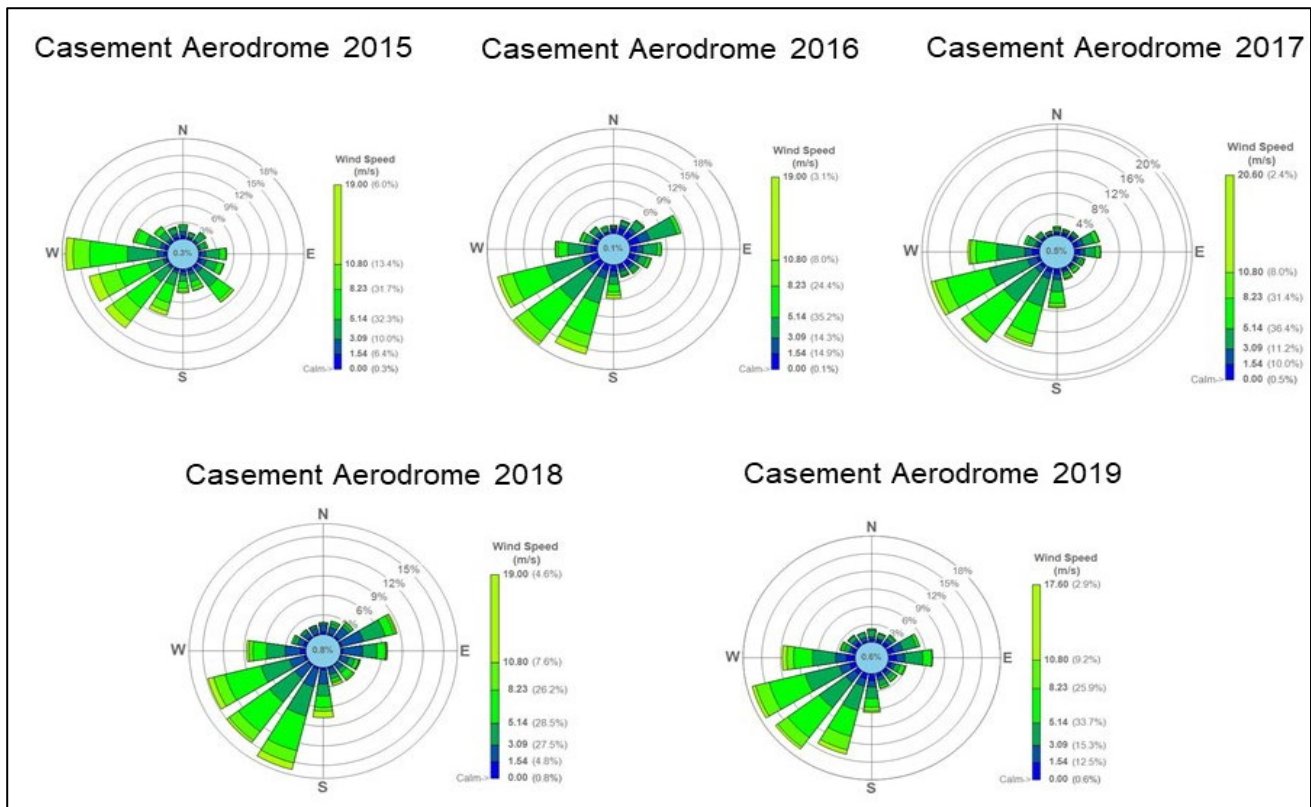 Casement Aerodrome 2015
N
W
E
S
0.3%
3%
6%
9%
12%
15%
18%
Wind Speed
(m/s)
19.00 (6.0%)
10.80 (13.4%)
8.23 (31.7%)
5.14 (32.3%)
3.09 (10.0%)
1.54 (6.4%)
Calm-> 0.00 (0.3%)
Casement Aerodrome 2016
N
W
E
S
0.1%
6%
9%
12%
15%
18%
Wind Speed
(m/s)
19.00 (3.1%)
10.80 (8.0%)
8.23 (24.4%)
5.14 (35.2%)
3.09 (14.3%)
1.54 (14.9%)
Calm-> 0.00 (0.1%)
Casement Aerodrome 2017
N
W
E
S
0.5%
4%
8%
12%
16%
20%
Wind Speed
(m/s)
20.60 (2.4%)
10.80 (8.0%)
8.23 (31.4%)
5.14 (36.4%)
3.09 (11.2%)
1.54 (10.0%)
Calm-> 0.00 (0.5%)
Casement Aerodrome 2018
N
W
E
S
0.8%
6%
9%
12%
15%
Wind Speed
(m/s)
19.00 (4.6%)
10.80 (7.6%)
8.23 (26.2%)
5.14 (28.5%)
3.09 (27.5%)
1.54 (4.8%)
Calm-> 0.00 (0.8%)
Casement Aerodrome 2019
N
W
E
S
0.6%
3%
6%
9%
12%
15%
18%
Wind Speed
(m/s)
17.60 (2.9%)
10.80 (9.2%)
8.23 (25.9%)
5.14 (33.7%)
3.09 (15.3%)
1.54 (12.5%)
Calm-> 0.00 (0.6%)